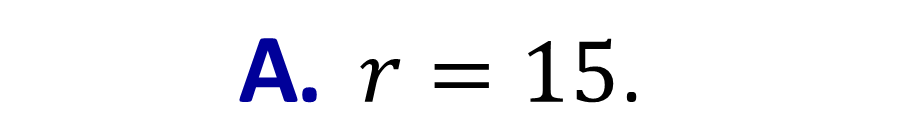 A. r = 15.